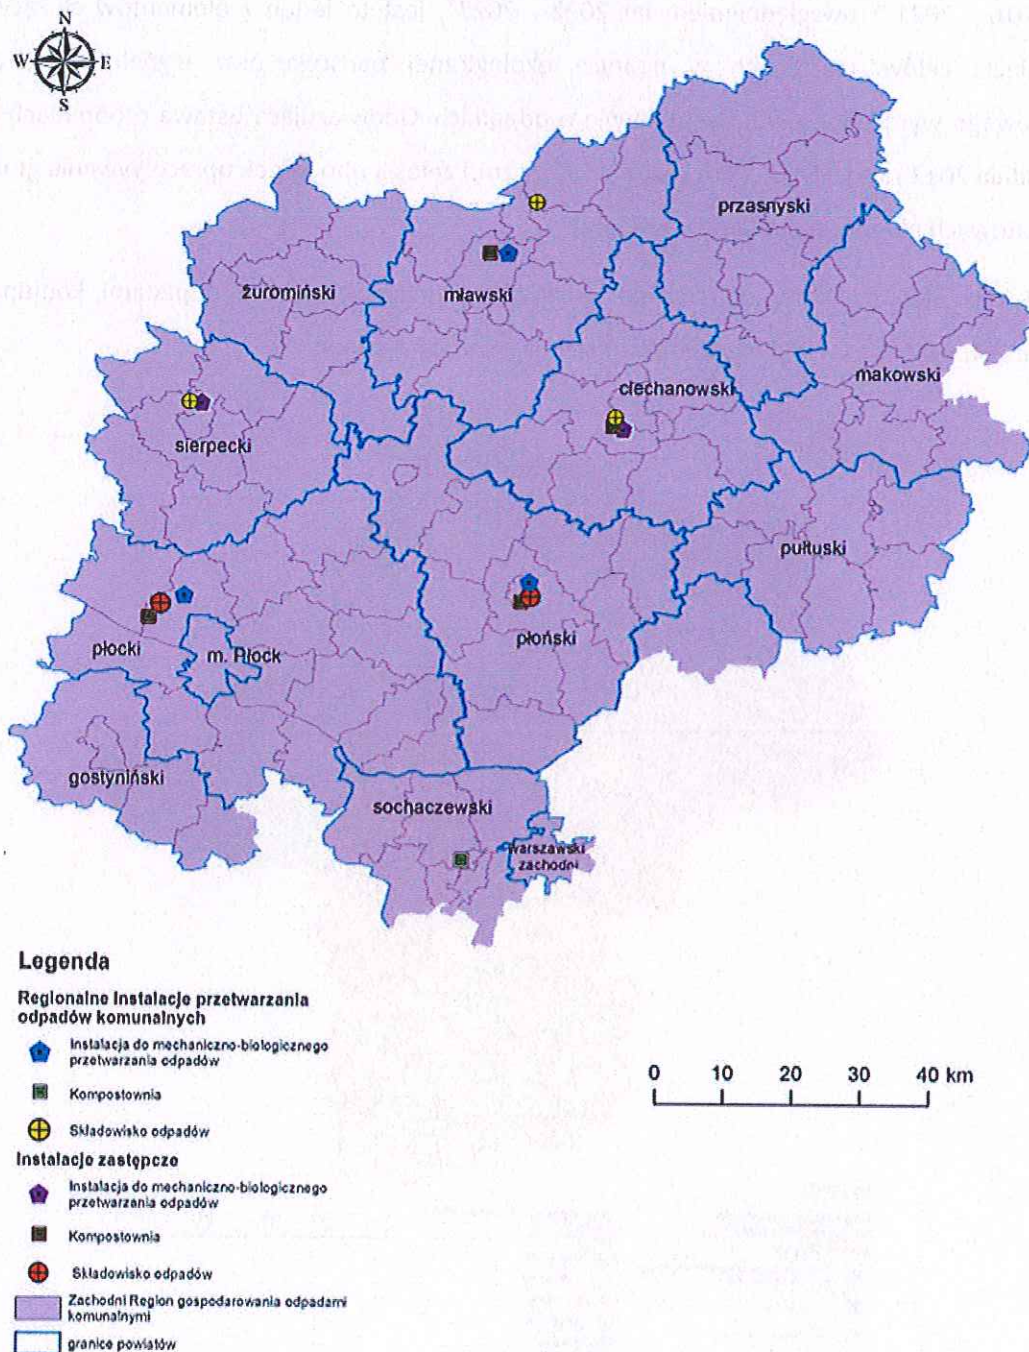 N
W E
S
przasnyski
żuromiński
mławski
ciechanowski
makowski
sierpecki
pułtuski
płocki
m. Płock
płoński
gostyniński
sochaczewski
warszawski
zachodni
Legenda
Regionalne Instalacje przetwarzania
odpadów komunalnych
Instalacja do mechaniczno-biologicznego
przetwarzania odpadów
Kompostownia
Składowisko odpadów
Instalacje zastępcze
Instalacja do mechaniczno-biologicznego
przetwarzania odpadów
Kompostownia
Składowisko odpadów
Zachodni Region gospodarowania odpadami
komunalnymi
granice powiatów
0 10 20 30 40 km